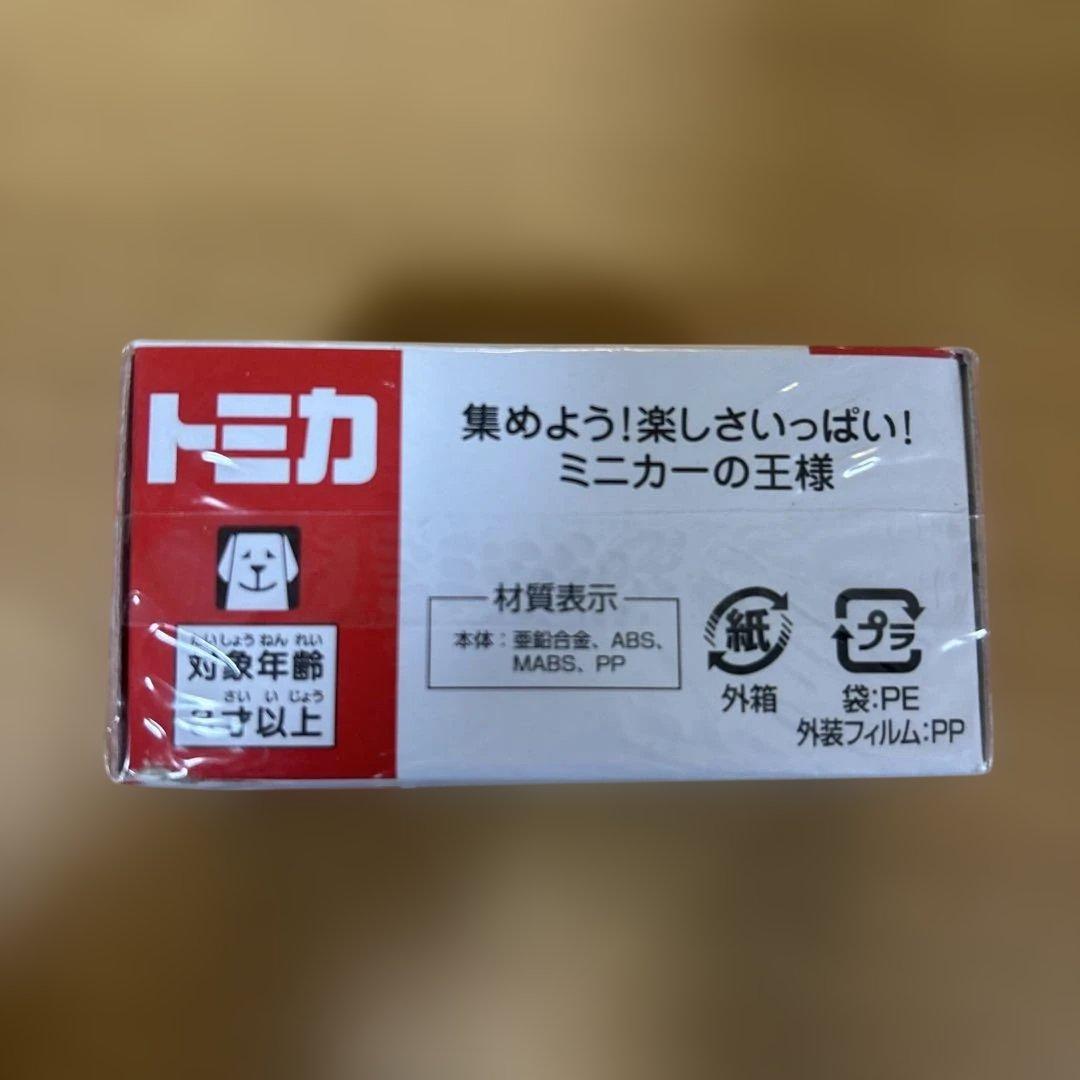 トミカ
集めよう!楽しさいっぱい!
ミニカーの王様
たいしょう ねん れい
対象年齢
さい い じょう
才以上
材質表示
本体:亜鉛合金、ABS、
MABS、PP
紙
外箱
プラ
袋:PE
外装フィルム:PP